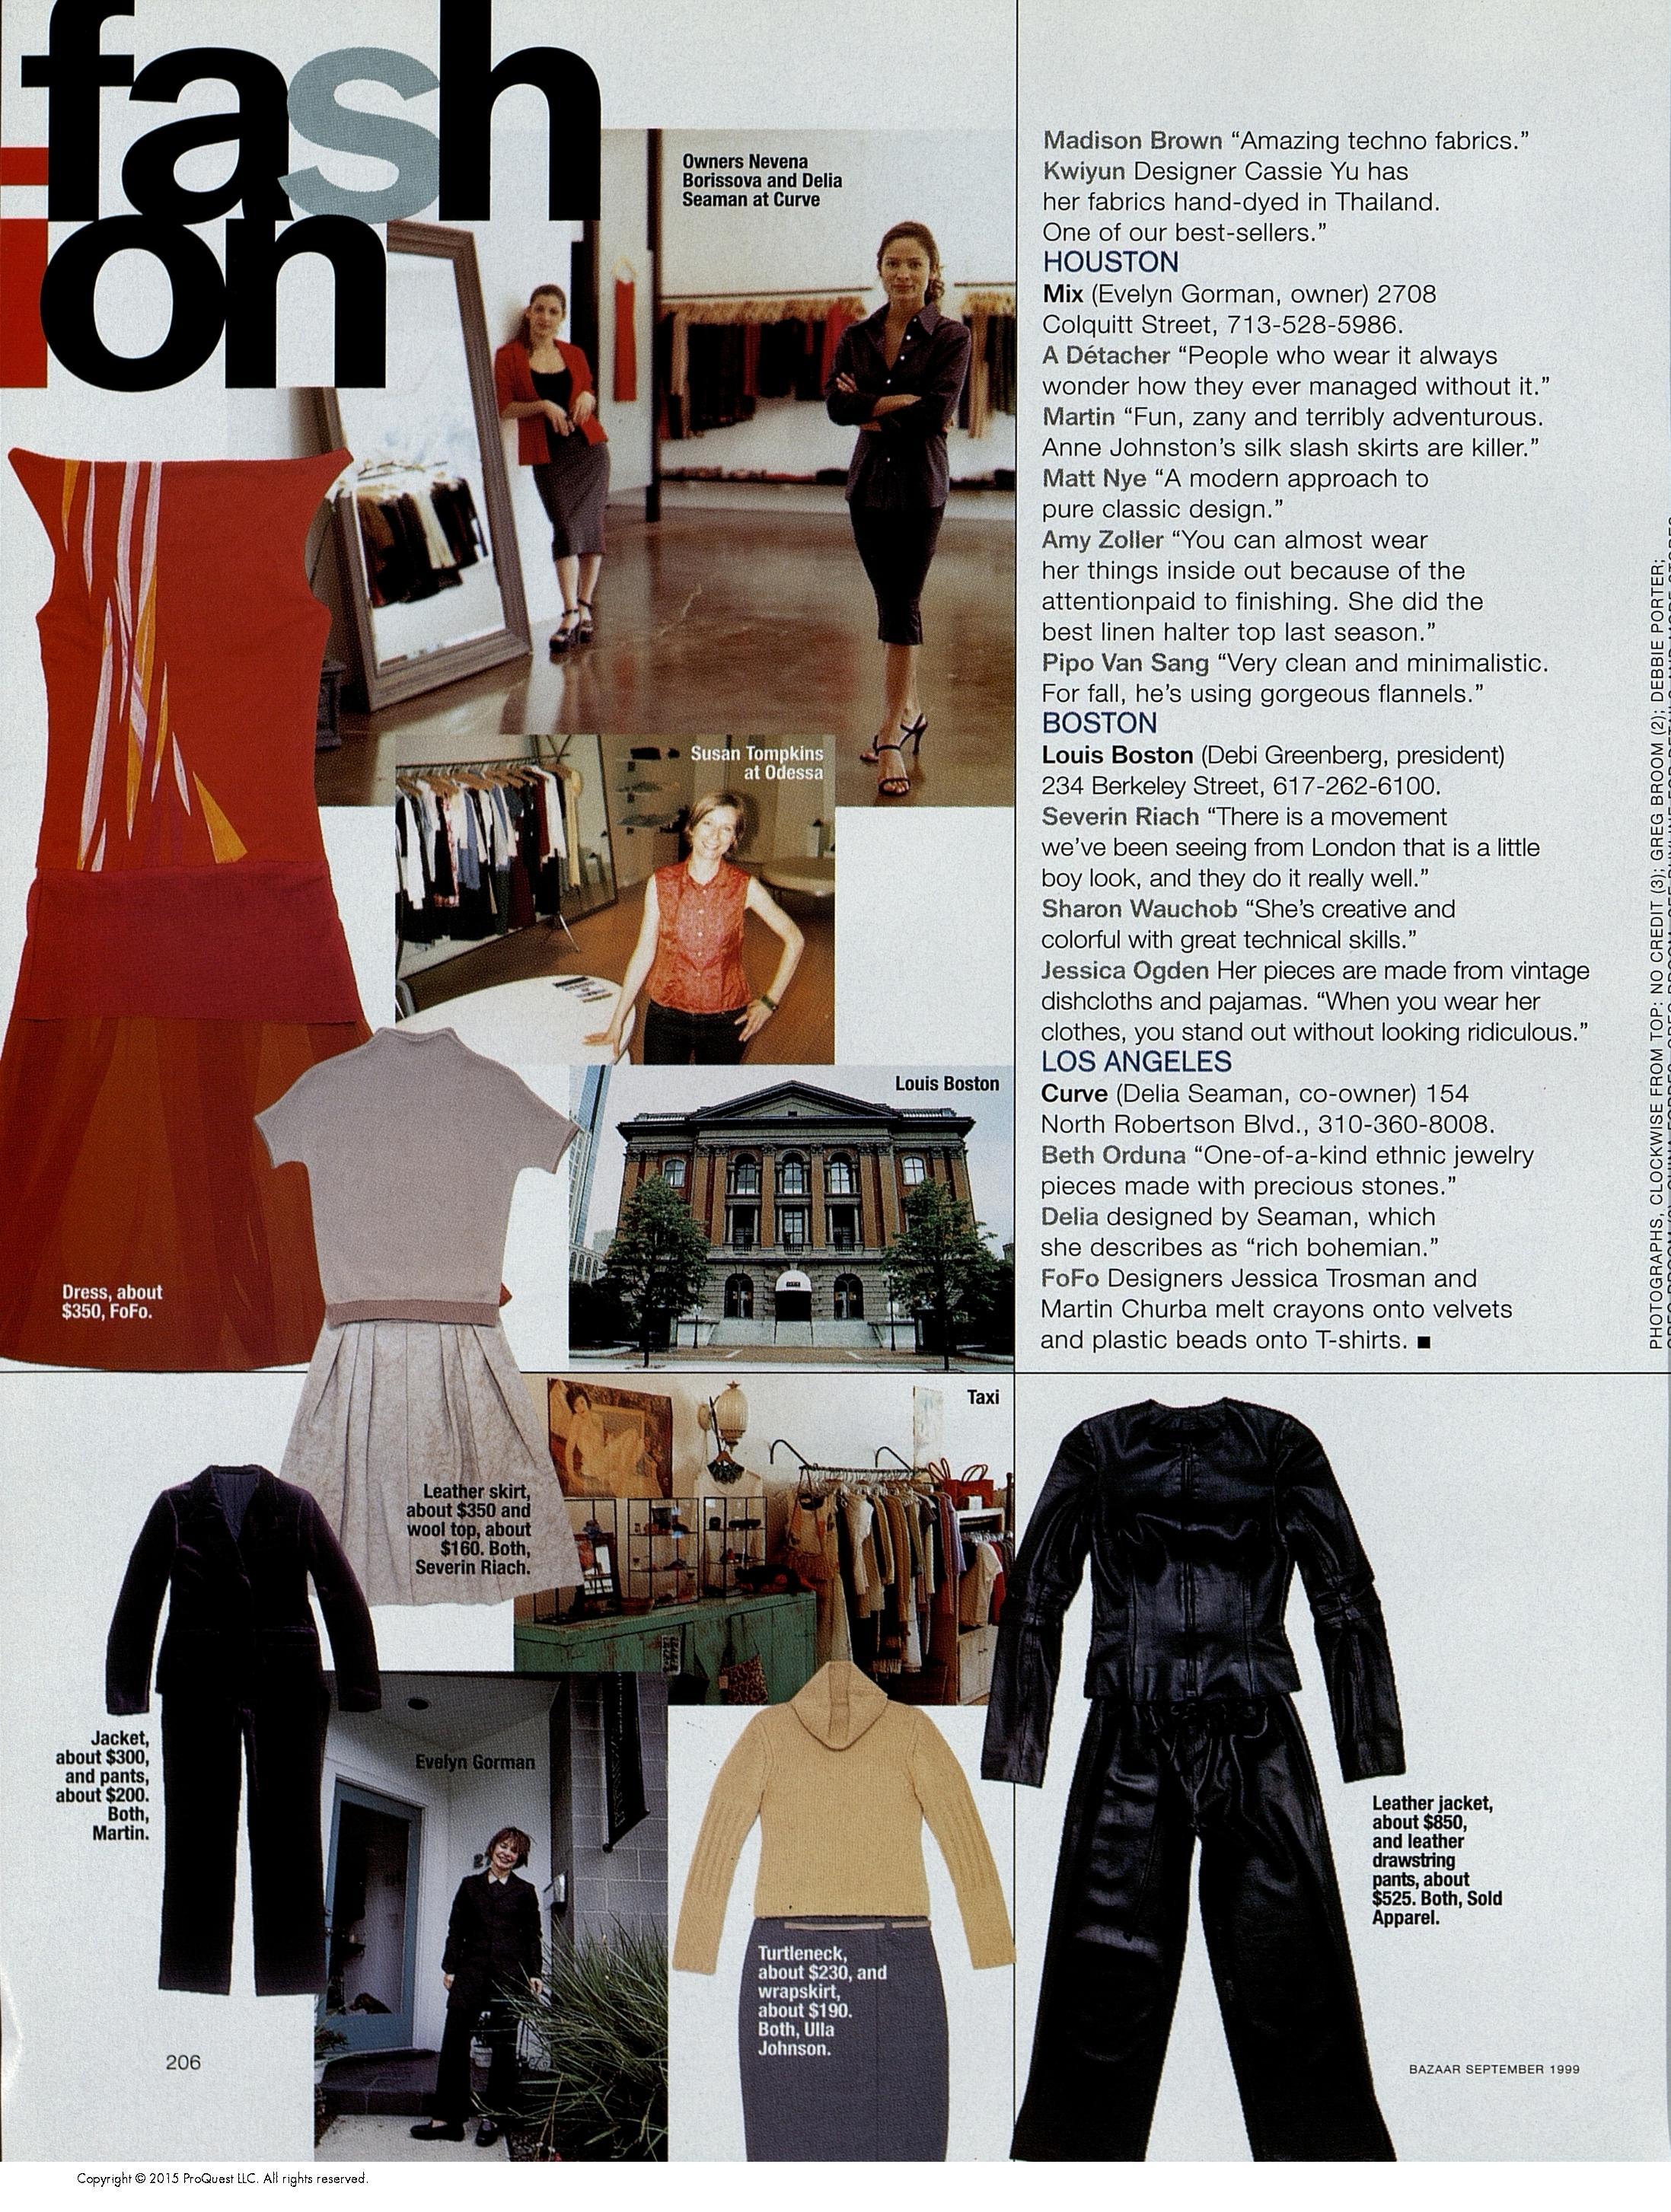 fash
ion
Owners Nevena
Borissova and Delia
Seaman at Curve
Susan Tompkins
at Odessa
Louis Boston
Dress, about
$350, FoFo.
Taxi
Leather skirt,
about $350 and
wool top, about
$160. Both,
Severin Riach.
Jacket,
about $300,
and pants,
about $200.
Both,
Martin.
Evelyn Gorman
Turtleneck,
about $230, and
wrapskirt,
about $190.
Both, Ulla
Johnson.
Leather jacket,
about $850,
and leather
drawstring
pants, about
$525. Both, Sold
Apparel.
Madison Brown “Amazing techno fabrics.”
Kwiyun Designer Cassie Yu has
her fabrics hand-dyed in Thailand.
One of our best-sellers.”
HOUSTON
Mix (Evelyn Gorman, owner) 2708
Colquitt Street, 713-528-5986.
A Détacher “People who wear it always
wonder how they ever managed without it.”
Martin “Fun, zany and terribly adventurous.
Anne Johnston’s silk slash skirts are killer.”
Matt Nye “A modern approach to
pure classic design.”
Amy Zoller “You can almost wear
her things inside out because of the
attentionpaid to finishing. She did the
best linen halter top last season.”
Pipo Van Sang “Very clean and minimalistic.
For fall, he’s using gorgeous flannels.”
BOSTON
Louis Boston (Debi Greenberg, president)
234 Berkeley Street, 617-262-6100.
Severin Riach “There is a movement
we’ve been seeing from London that is a little
boy look, and they do it really well.”
Sharon Wauchob “She’s creative and
colorful with great technical skills.”
Jessica Ogden Her pieces are made from vintage
dishcloths and pajamas. “When you wear her
clothes, you stand out without looking ridiculous.”
LOS ANGELES
Curve (Delia Seaman, co-owner) 154
North Robertson Blvd., 310-360-8008.
Beth Orduna “One-of-a-kind ethnic jewelry
pieces made with precious stones.”
Delia designed by Seaman, which
she describes as “rich bohemian.”
FoFo Designers Jessica Trosman and
Martin Churba melt crayons onto velvets
and plastic beads onto T-shirts. ■
PHOTOGRAPHS, CLOCKWISE FROM TOP: NO CREDIT (3); GREG BROOM (2); DEBBIE PORTER;
206
BAZAAR SEPTEMBER 1999
Copyright © 2015 ProQuest LLC. All rights reserved.